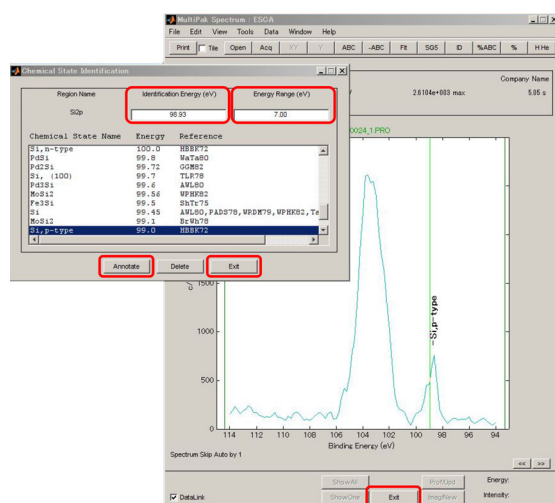 MultiPak Spectrum : ESCA
File Edit View Tools Data Window Help
Print Tile Open Acq XY Y ABC -ABC Fit SG5 ID %ABC % H He
Company Name
2.6104e+003 max 5.05 s
0024_1.PRO
Chemical State Identification
Region Name Identification Energy (eV) Energy Range (eV)
Si2p 98.93 7.00
Chemical State Name Energy Reference
Si,n-type 100.0 HBBK72
PdSi 99.8 WaTa80
Pd2Si 99.72 GGM82
Si, (100) 99.7 TLR78
Pd3Si 99.6 AWL80
MoSi2 99.56 WPHK82
Fe3Si 99.5 ShTr75
Si 99.45 AWL80,PADS78,WRDM79,WPHK82,Ta
MoSi2 99.1 BrWh78
Si,p-type 99.0 HBBK72
Annotate Delete Exit
1500
1000
500
0
-Si,p-type
114 112 110 108 106 104 102 100 98 96 94
Binding Energy (eV)
Spectrum Skip Auto by 1
<< >>
ShowAll Prof/Upd Energy:
DataLink ShowOne Exit Imag/New Intensity: